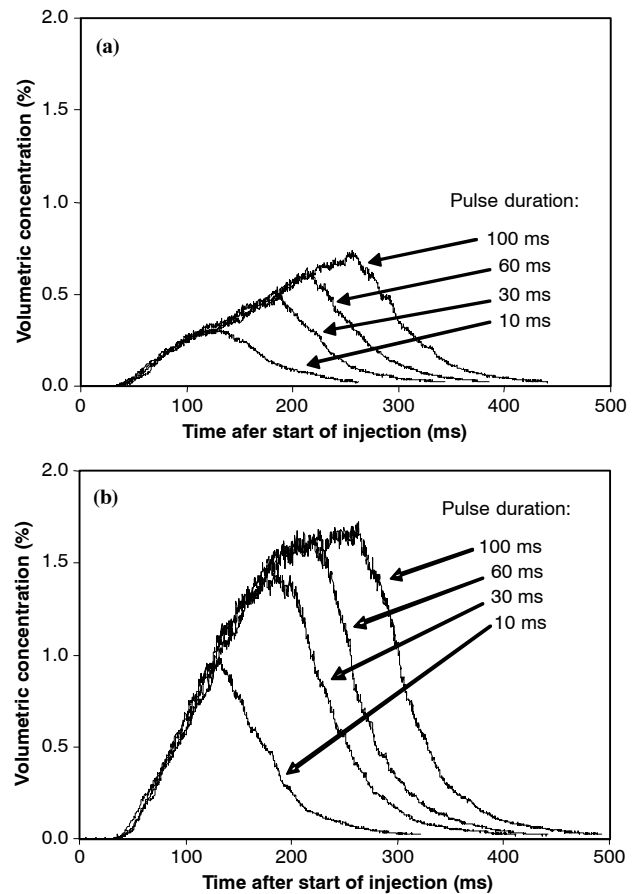 2.0
(a)
1.5
1.0
0.5
0.0
Volumetric concentration (%)
Pulse duration:
100 ms
60 ms
30 ms
10 ms
0
100
200
300
400
500
Time afer start of injection (ms)
2.0
(b)
1.5
1.0
0.5
0.0
Volumetric concentration (%)
Pulse duration:
100 ms
60 ms
30 ms
10 ms
0
100
200
300
400
500
Time after start of injection (ms)